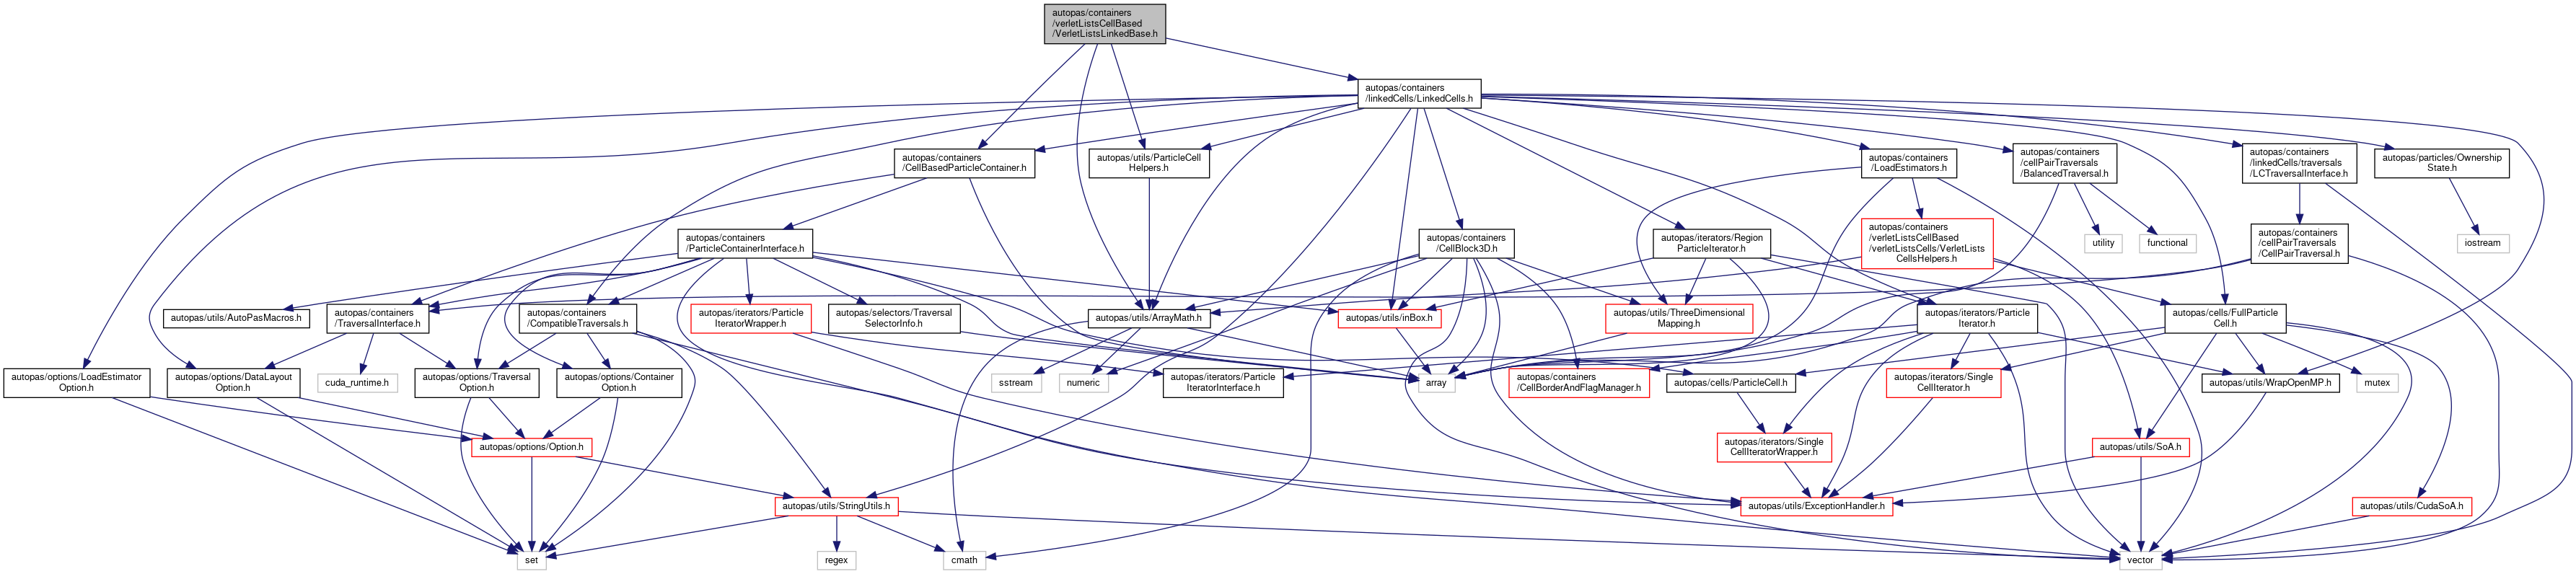 autopas/containers
/verletListsCellBased
/VerletListsLinkedBase.h
autopas/containers
/linkedCells/LinkedCells.h
autopas/containers
/CellBasedParticleContainer.h
autopas/utils/ParticleCell
Helpers.h
autopas/containers
/LoadEstimators.h
autopas/containers
/cellPairTraversals
/BalancedTraversal.h
autopas/containers
/linkedCells/traversals
/LCTraversalInterface.h
autopas/particles/Ownership
State.h
autopas/containers
/ParticleContainerInterface.h
autopas/containers
/CellBlock3D.h
autopas/iterators/Region
ParticleIterator.h
autopas/containers
/verletListsCellBased
/verletListsCells/VerletLists
CellsHelpers.h
utility
functional
autopas/containers
/cellPairTraversals
/CellPairTraversal.h
iostream
autopas/utils/AutoPasMacros.h
autopas/containers
/TraversalInterface.h
autopas/containers
/CompatibleTraversals.h
autopas/iterators/Particle
IteratorWrapper.h
autopas/selectors/Traversal
SelectorInfo.h
autopas/utils/ArrayMath.h
autopas/utils/inBox.h
autopas/utils/ThreeDimensional
Mapping.h
autopas/iterators/Particle
Iterator.h
autopas/cells/FullParticle
Cell.h
autopas/options/LoadEstimator
Option.h
autopas/options/DataLayout
Option.h
cuda_runtime.h
autopas/options/Traversal
Option.h
autopas/options/Container
Option.h
sstream
numeric
autopas/iterators/Particle
IteratorInterface.h
array
autopas/containers
/CellBorderAndFlagManager.h
autopas/cells/ParticleCell.h
autopas/iterators/Single
CellIterator.h
autopas/utils/WrapOpenMP.h
mutex
autopas/options/Option.h
autopas/iterators/Single
CellIteratorWrapper.h
autopas/utils/SoA.h
autopas/utils/StringUtils.h
autopas/utils/ExceptionHandler.h
autopas/utils/CudaSoA.h
set
regex
cmath
vector